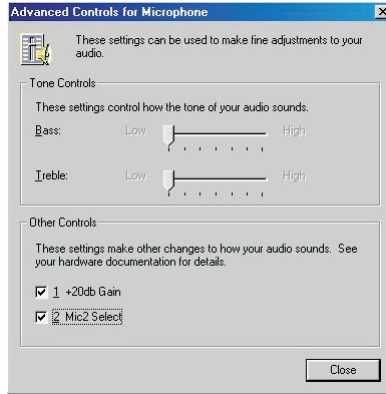 Advanced Controls for Microphone
These settings can be used to make fine adjustments to your
audio.
Tone Controls
These settings control how the tone of your audio sounds.
Bass: Low High
Treble: Low High
Other Controls
These settings make other changes to how your audio sounds. See
your hardware documentation for details.
1 +20db Gain
2 Mic2 Select
Close